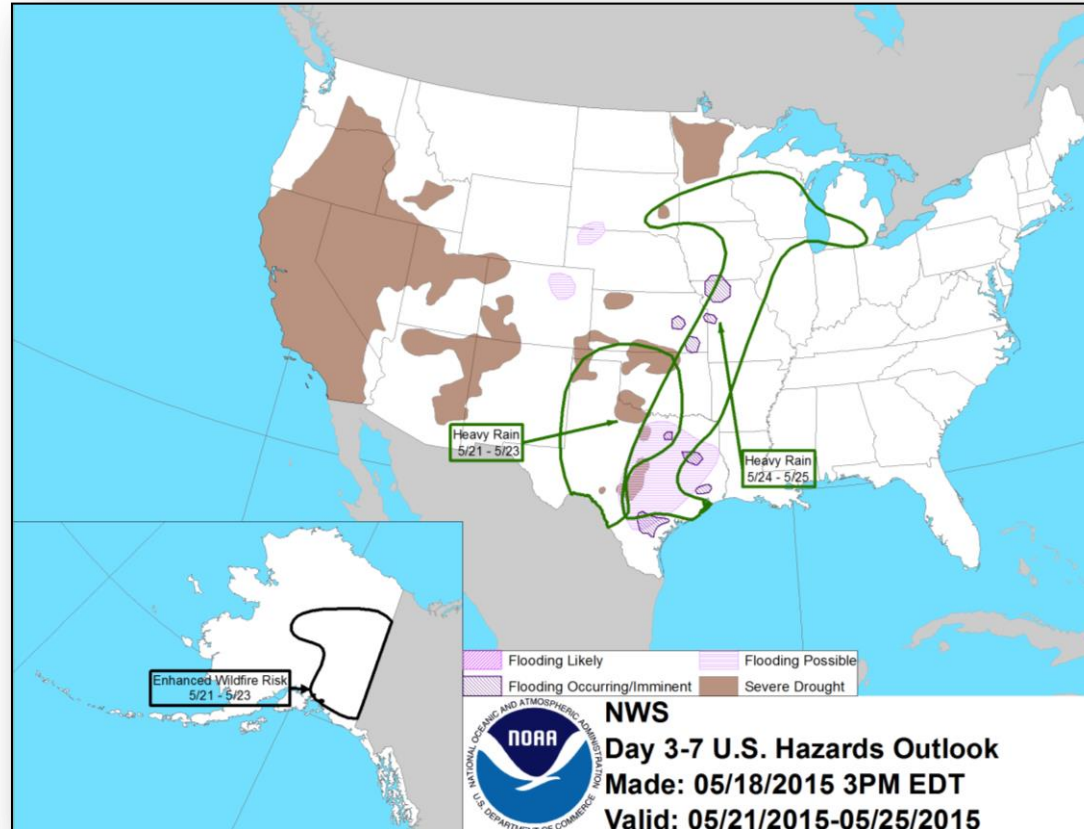 Heavy Rain
5/21 - 5/23
Heavy Rain
5/24 - 5/25
Enhanced Wildfire Risk
5/21 - 5/23
Flooding Likely
Flooding Possible
Flooding Occurring/Imminent
Severe Drought
NATIONAL OCEANIC AND ATMOSPHERIC ADMINISTRATION
NOAA
U.S. DEPARTMENT OF COMMERCE
NWS
Day 3-7 U.S. Hazards Outlook
Made: 05/18/2015 3PM EDT
Valid: 05/21/2015-05/25/2015